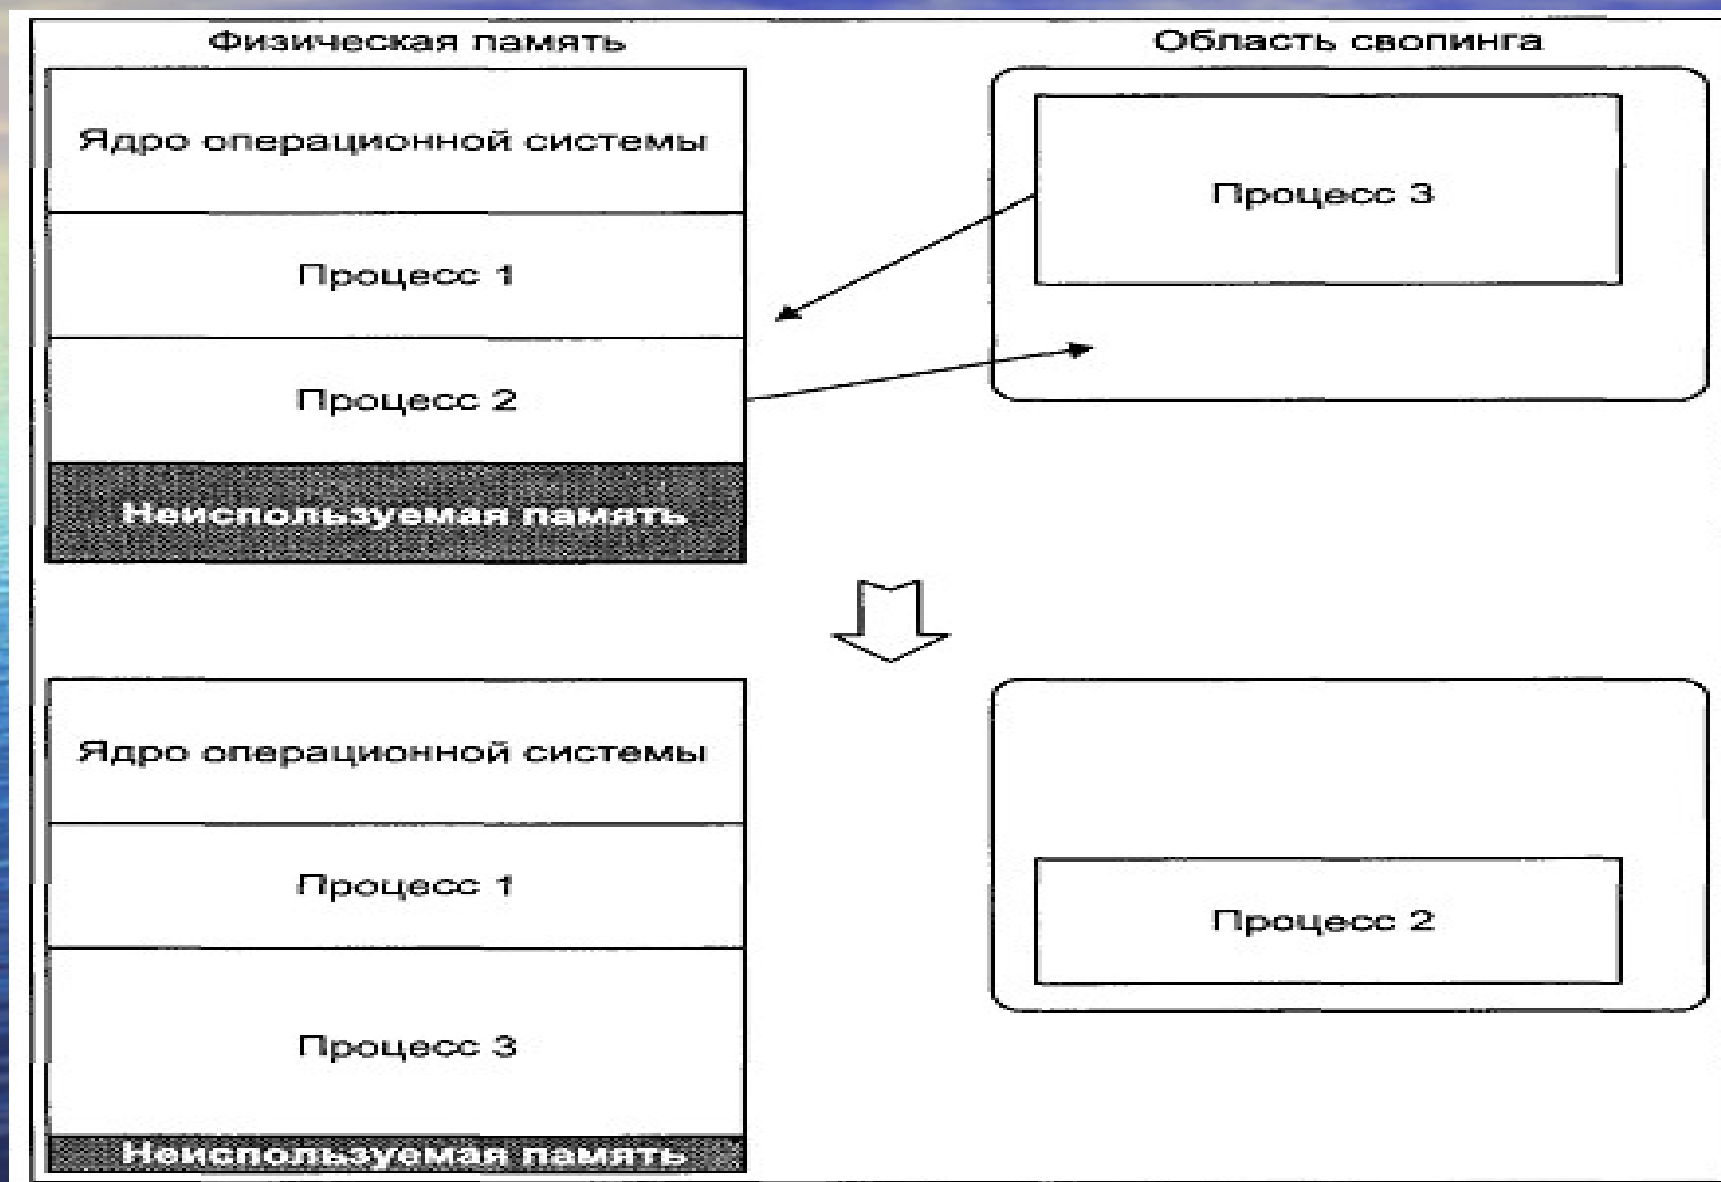 Физическая память
Область свопинга
Ядро операционной системы
Процесс 3
Процесс 1
Процесс 2
Неиспользуемая память
Ядро операционной системы
Процесс 1
Процесс 2
Процесс 3
Неиспользуемая память